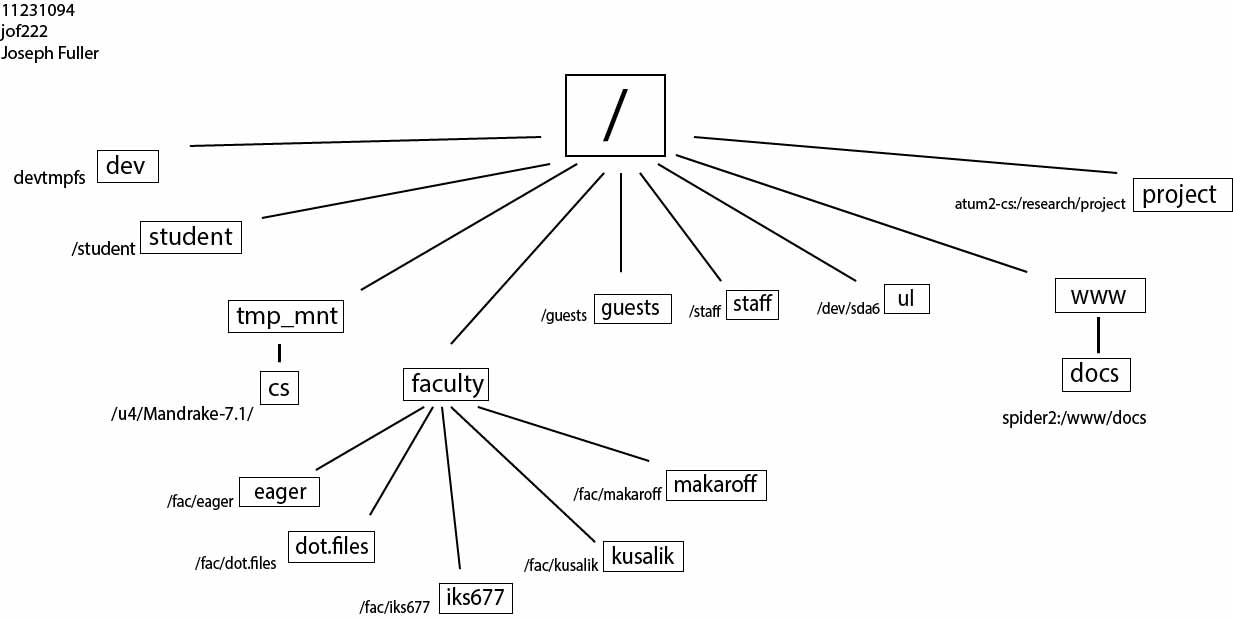 11231094
jof222
Joseph Fuller
/
devtmpfs
dev
atum2-cs:/research/project
project
/student
student
tmp_mnt
/guests
guests
/staff
staff
/dev/sda6
ul
www
cs
/u4/Mandrake-7.1/
faculty
docs
spider2:/www/docs
/fac/eager
eager
/fac/makaroff
makaroff
/fac/dot.files
dot.files
/fac/kusalik
kusalik
/fac/iks677
iks677